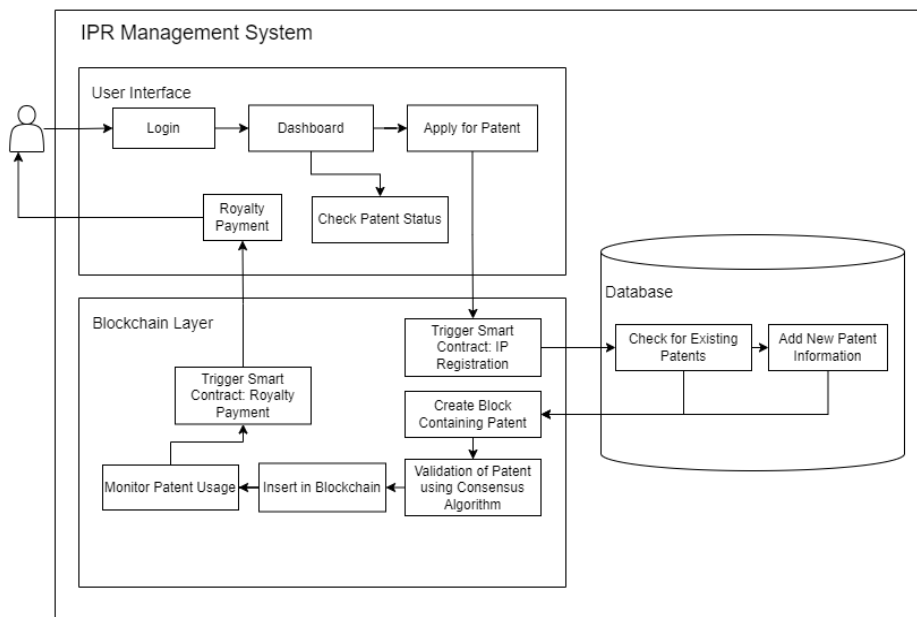 IPR Management System
User Interface
Login
Dashboard
Apply for Patent
Royalty
Payment
Check Patent Status
Database
Blockchain Layer
Trigger Smart
Contract: IP
Registration
Check for Existing
Patents
Add New Patent
Information
Trigger Smart
Contract: Royalty
Payment
Create Block
Containing Patent
Monitor Patent Usage
Insert in Blockchain
Validation of Patent
using Consensus
Algorithm